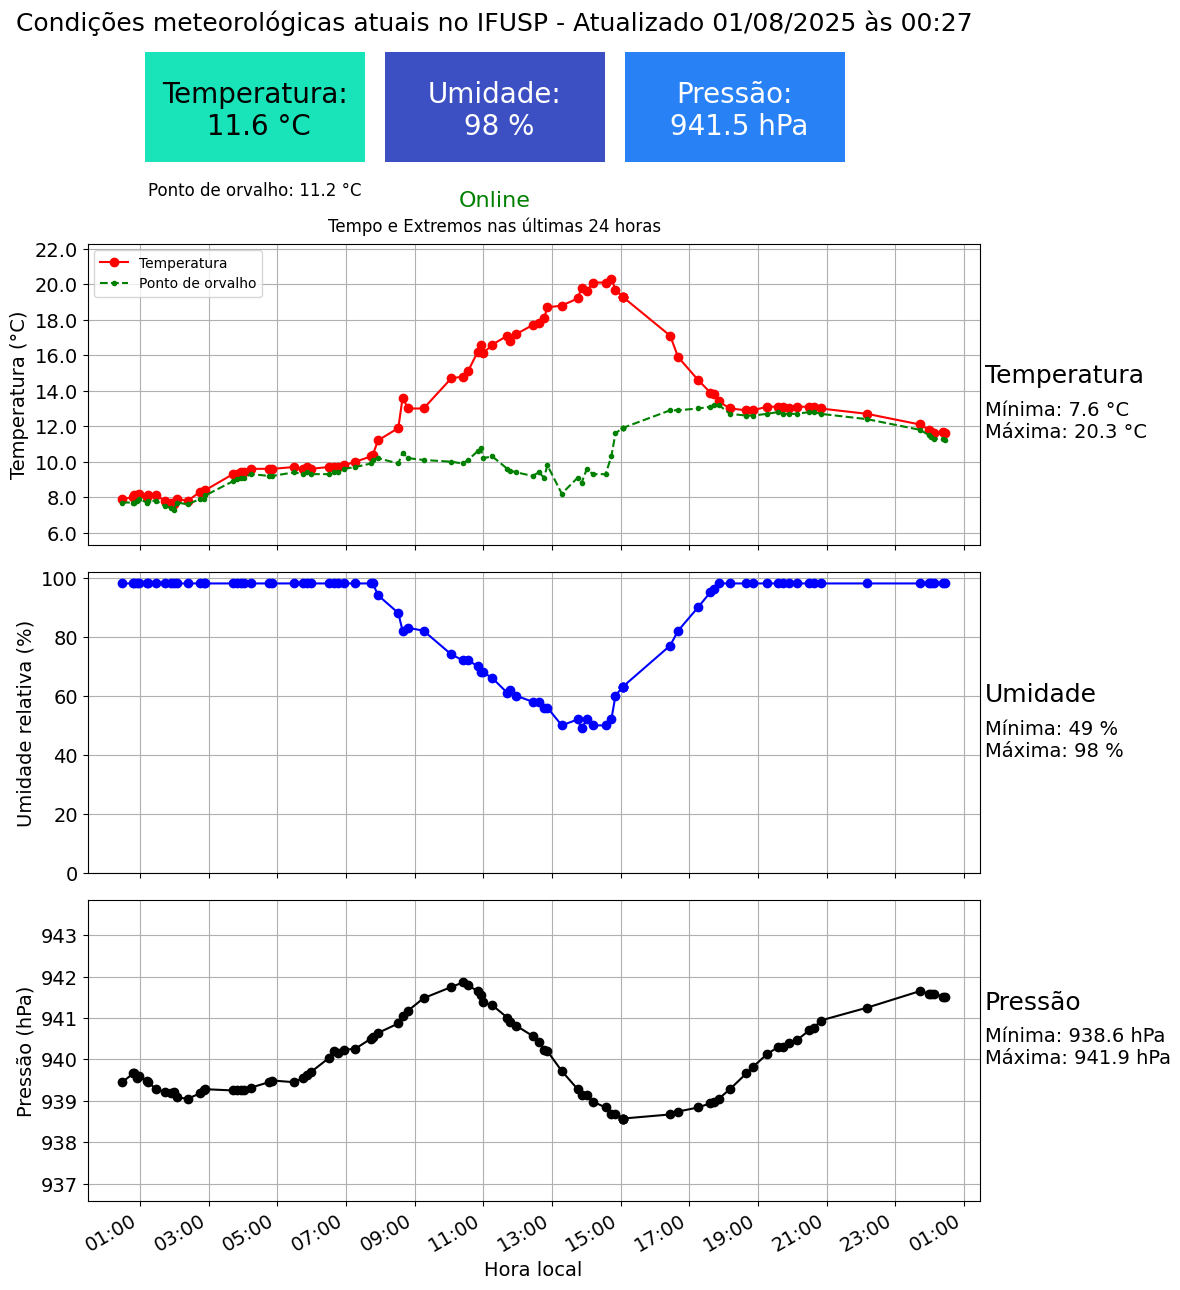 Condições meteorológicas atuais no IFUSP - Atualizado 01/08/2025 às 00:27
Temperatura:
11.6 °C
Umidade:
98 %
Pressão:
941.5 hPa
Ponto de orvalho: 11.2 °C
Online
Tempo e Extremos nas últimas 24 horas
Temperatura (°C)
22.0
20.0
18.0
16.0
14.0
12.0
10.0
8.0
6.0
Temperatura
Ponto de orvalho
Temperatura
Mínima: 7.6 °C
Máxima: 20.3 °C
Umidade relativa (%)
100
80
60
40
20
0
Umidade
Mínima: 49 %
Máxima: 98 %
Pressão (hPa)
943
942
941
940
939
938
937
Pressão
Mínima: 938.6 hPa
Máxima: 941.9 hPa
01:00
03:00
05:00
07:00
09:00
11:00
13:00
15:00
17:00
19:00
21:00
23:00
01:00
Hora local